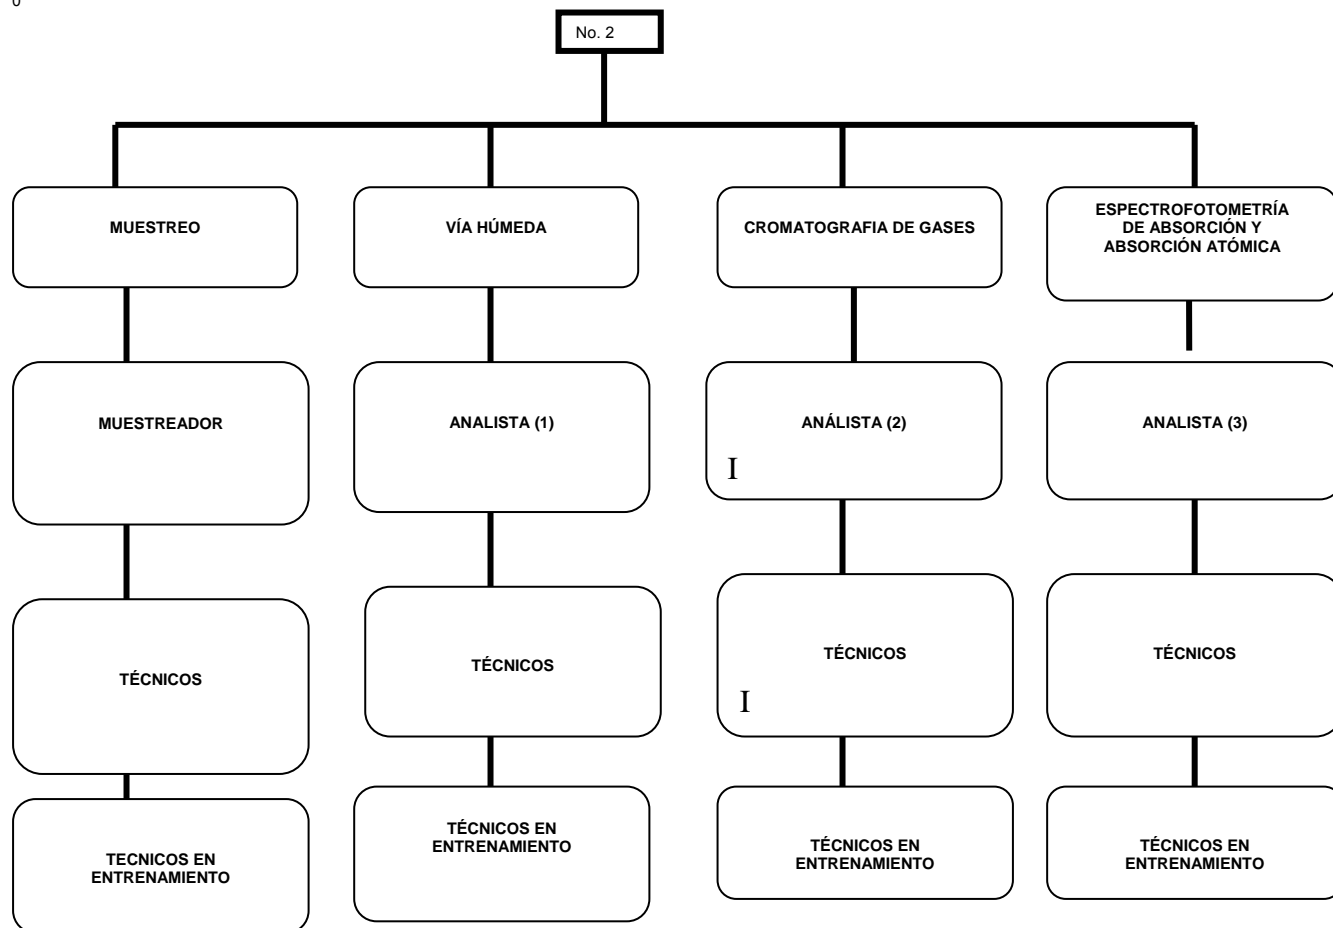 0
No. 2
MUESTREO
VÍA HÚMEDA
CROMATOGRAFIA DE GASES
ESPECTROFOTOMETRÍA
DE ABSORCIÓN Y
ABSORCIÓN ATÓMICA
MUESTREADOR
ANALISTA (1)
ANÁLISTA (2)
I
ANALISTA (3)
TÉCNICOS
TÉCNICOS
TÉCNICOS
I
TÉCNICOS
TECNICOS EN
ENTRENAMIENTO
TÉCNICOS EN
ENTRENAMIENTO
TÉCNICOS EN
ENTRENAMIENTO
TÉCNICOS EN
ENTRENAMIENTO